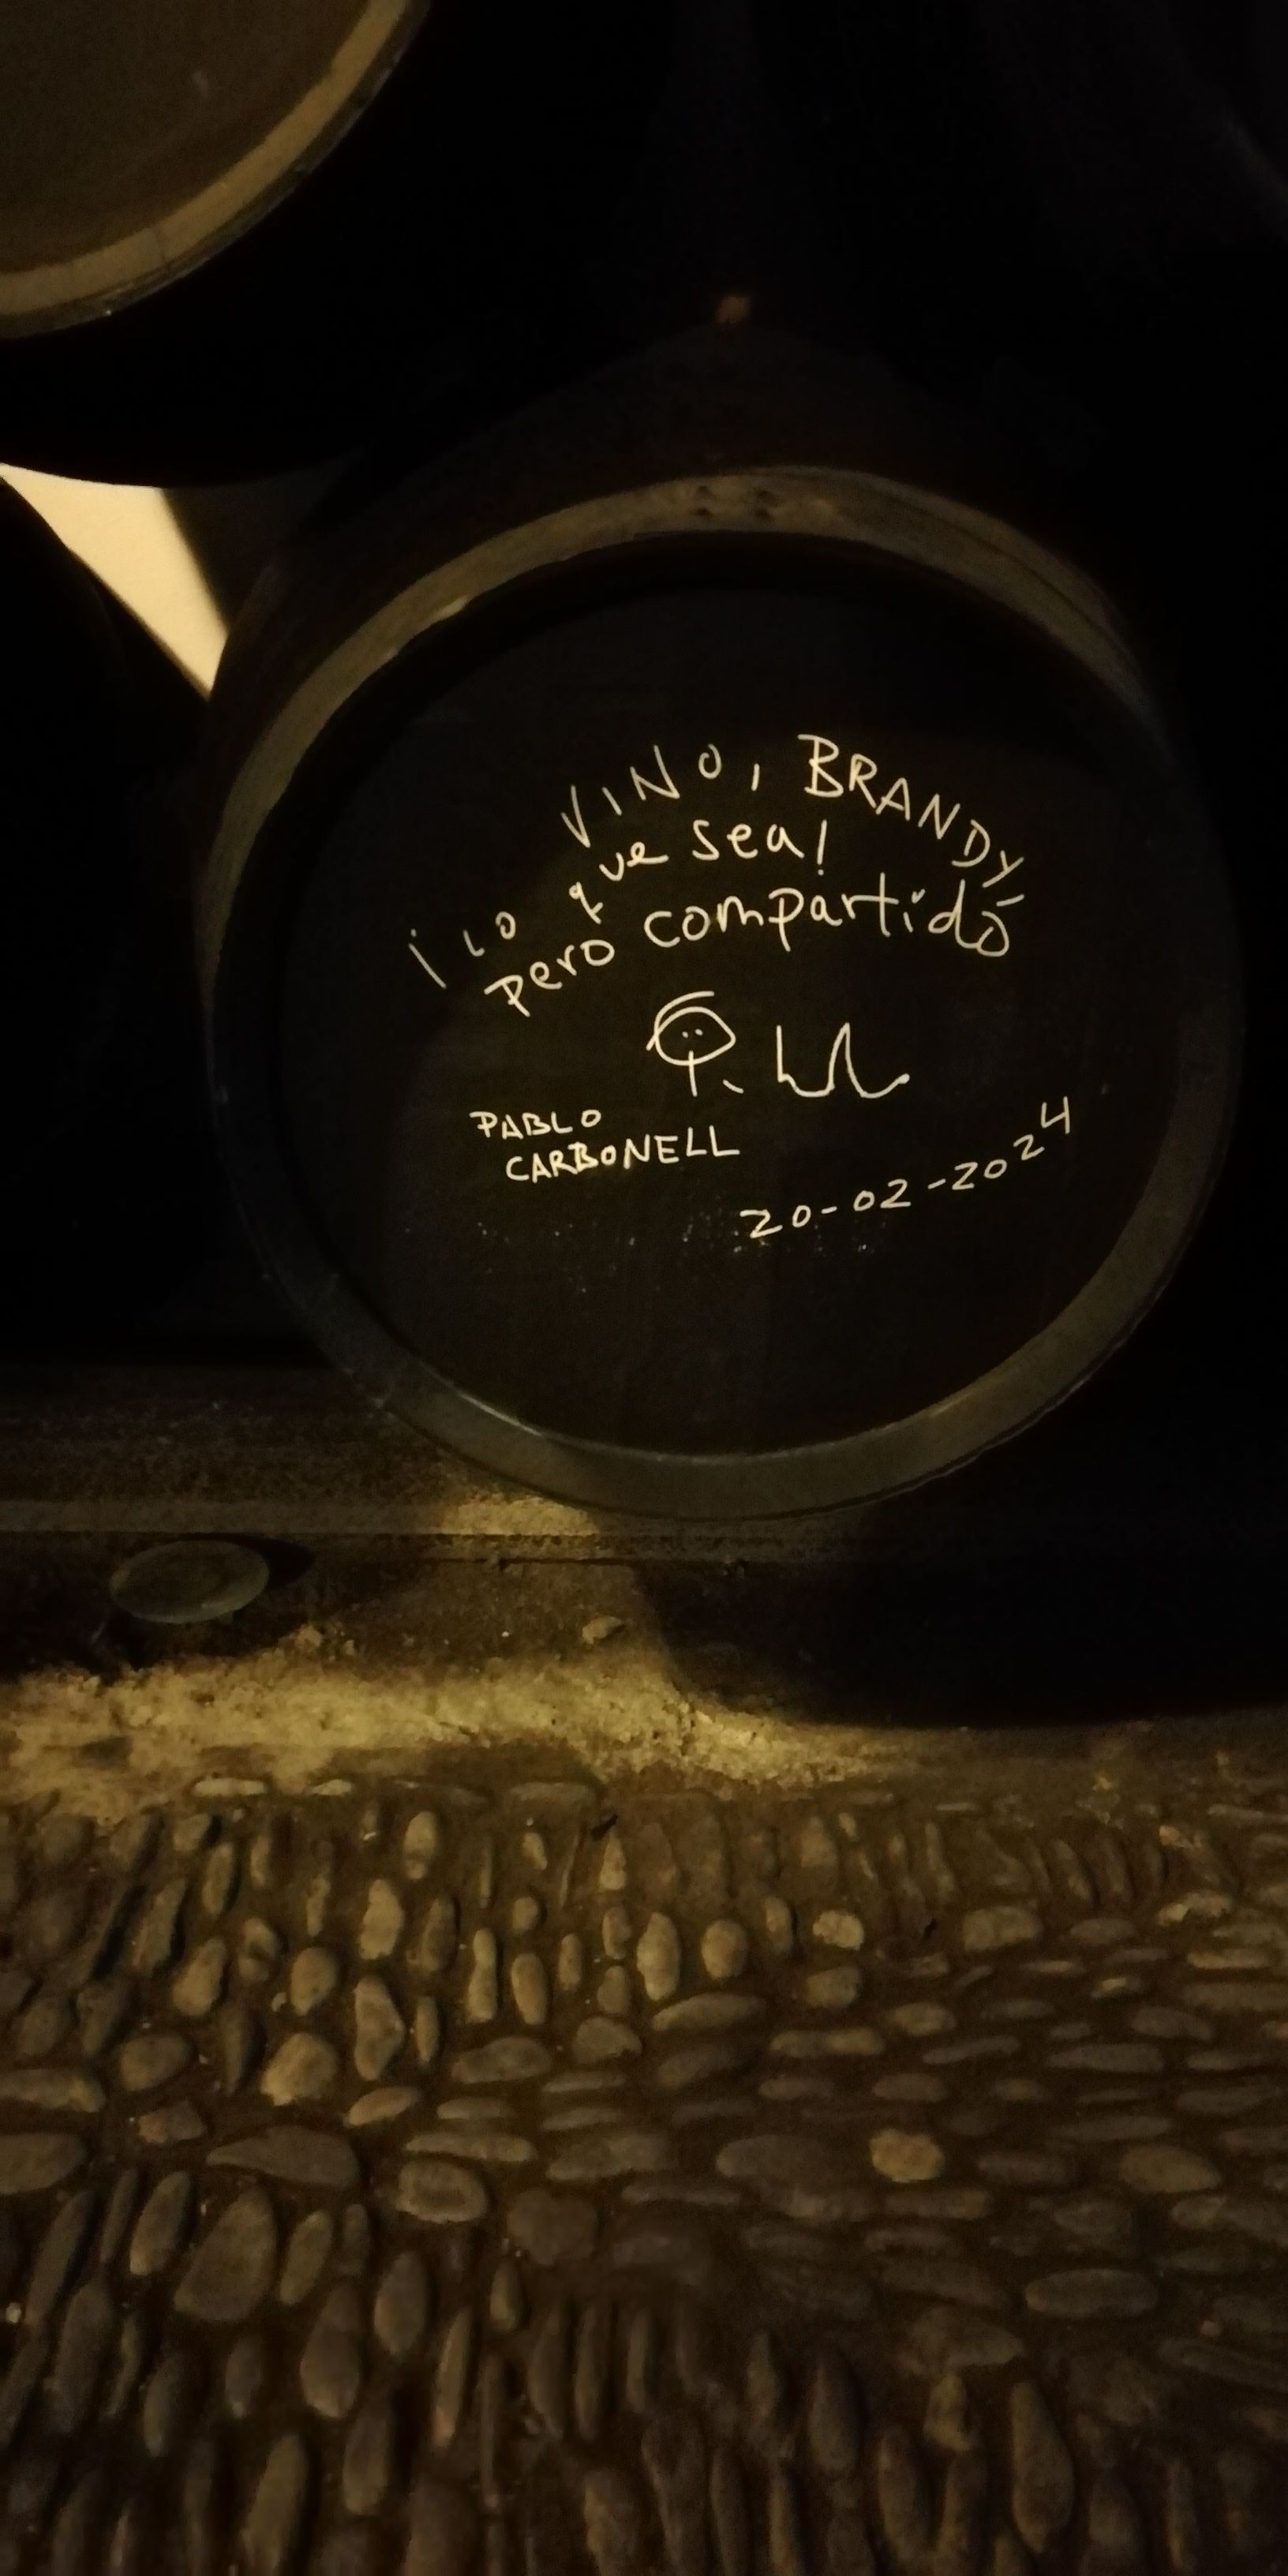 VINO, BRANDY
¡LO que sea!
pero compartido
PABLO
CARBONELL
20-02-2024